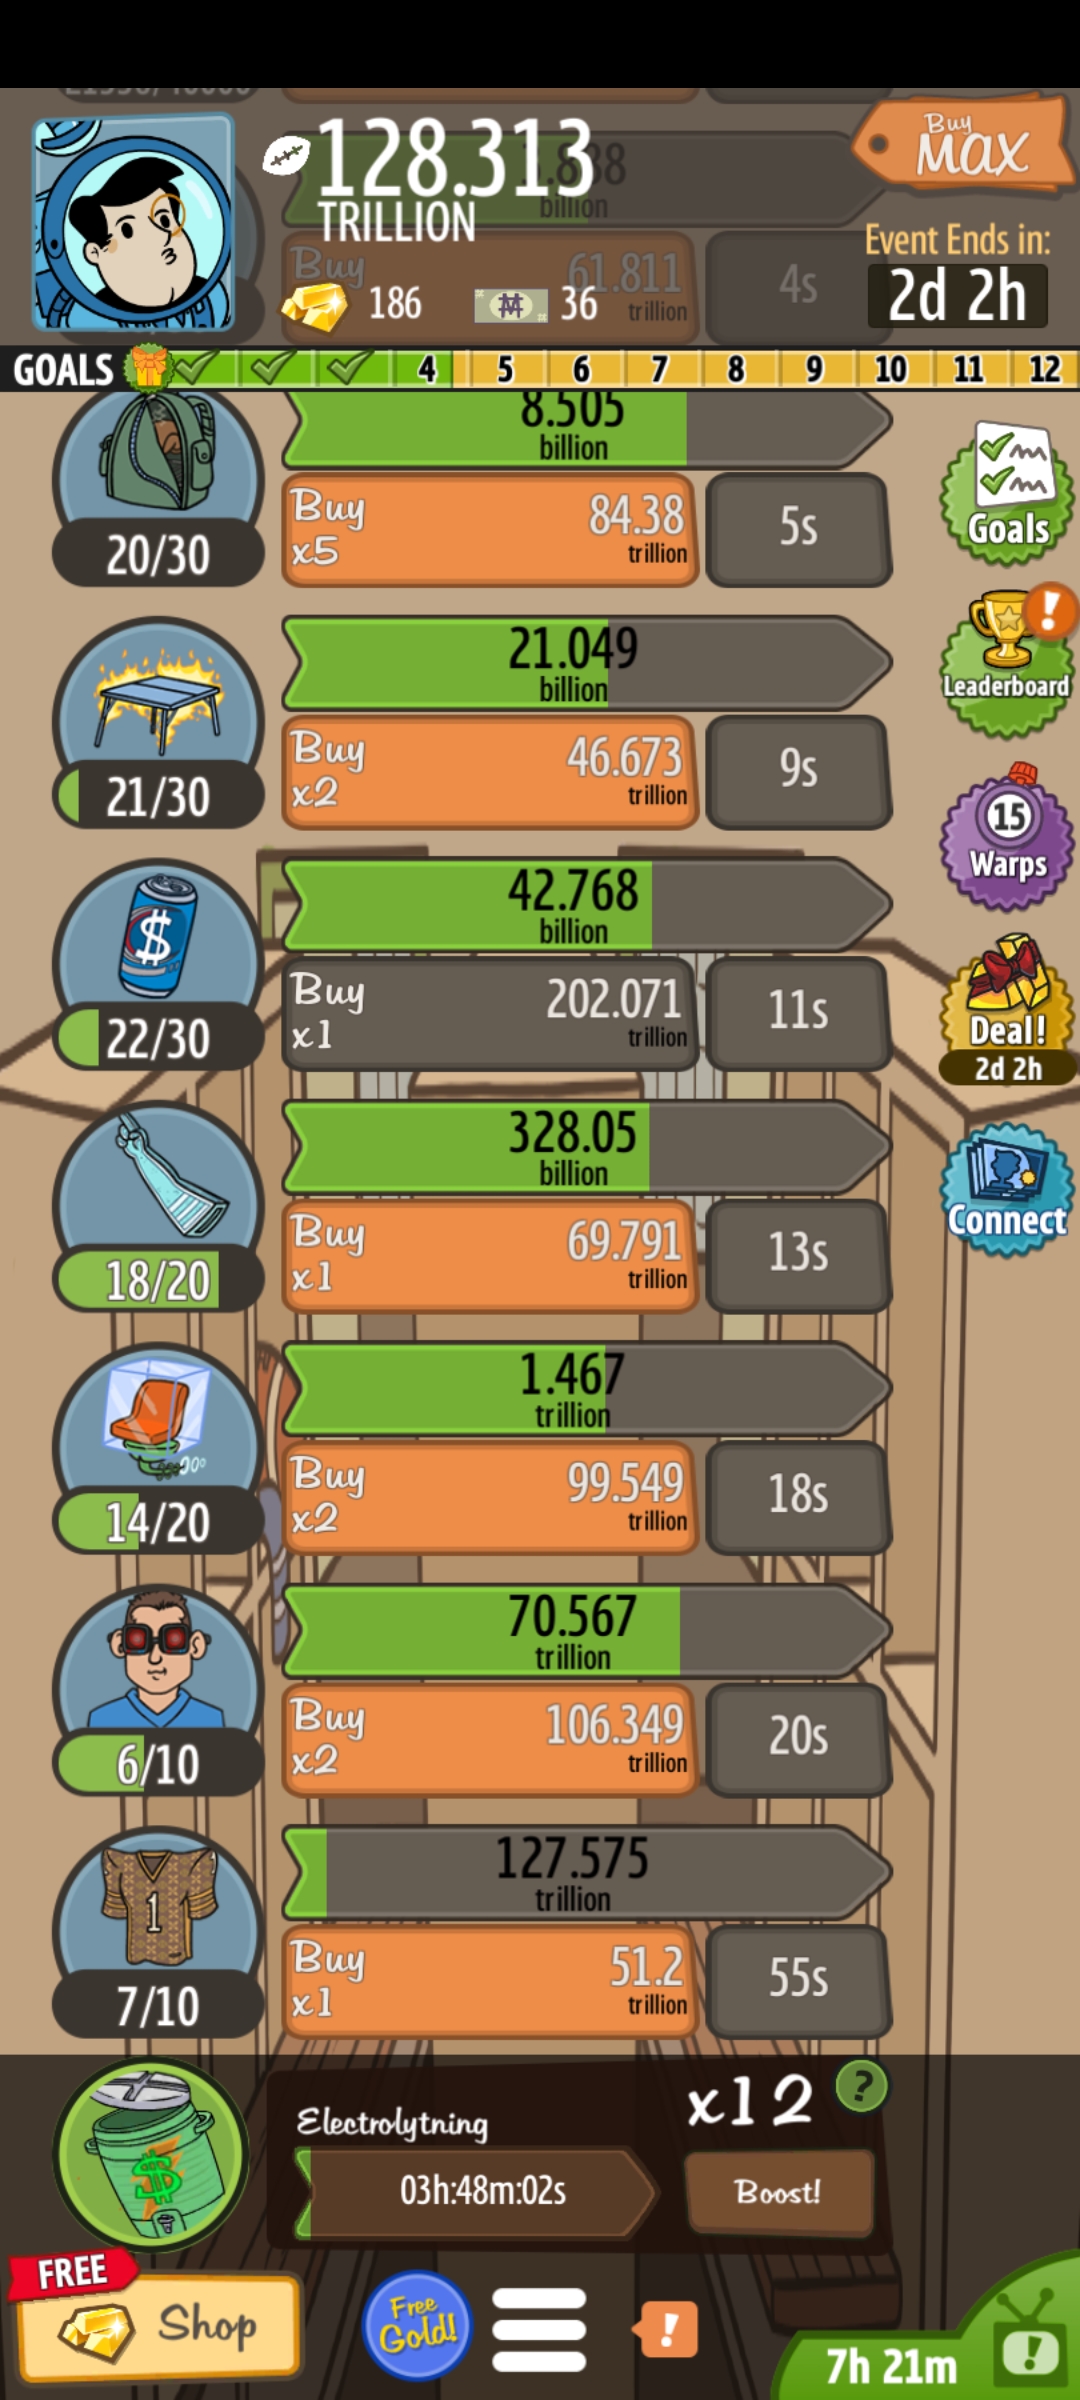 128.313
TRILLION
Buy
MAX
billion
Buy
61.811
trillion
4s
186
36
Event Ends in:
2d 2h
GOALS 4 5 6 7 8 9 10 11 12
8.505
billion
Buy
x5
84.38
trillion
5s
20/30
Goals
21.049
billion
Buy
x2
46.673
trillion
9s
21/30
!
Leaderboard
42.768
billion
Buy
x1
202.071
trillion
11s
$
22/30
15
Warps
Deal!
2d 2h
328.05
billion
Buy
x1
69.791
trillion
13s
18/20
Connect
1.467
trillion
Buy
x2
99.549
trillion
18s
14/20
70.567
trillion
Buy
x2
106.349
trillion
20s
6/10
127.575
trillion
Buy
x1
51.2
trillion
55s
1
7/10
$
Electrolytning
03h:48m:02s
x12
?
Boost!
FREE
Shop
Free
Gold!
!
7h 21m
!